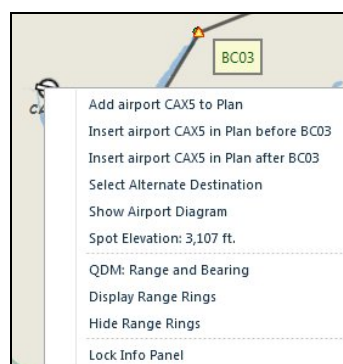 BC03
Add airport CAX5 to Plan
Insert airport CAX5 in Plan before BC03
Insert airport CAX5 in Plan after BC03
Select Alternate Destination
Show Airport Diagram
Spot Elevation: 3,107 ft.
QDM: Range and Bearing
Display Range Rings
Hide Range Rings
Lock Info Panel